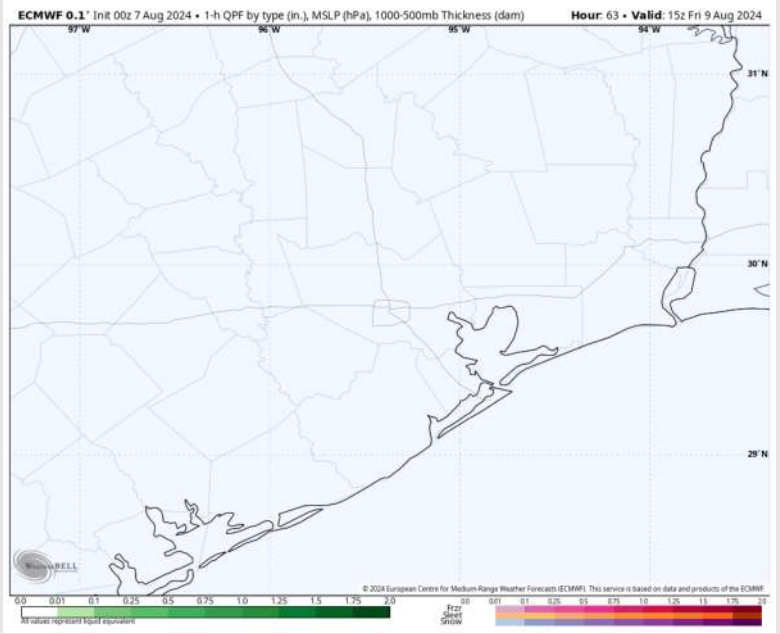 ECMWF 0.1° Init 00z 7 Aug 2024 • 1-h QPF by type (in.), MSLP (hPa), 1000-500mb Thickness (dam) Hour: 63 • Valid: 15z Fri 9 Aug 2024
97°W 96°W 95°W 94°W
31°N
30°N
29°N
WeatherBELL
© 2024 European Centre for Medium-Range Weather Forecasts (ECMWF). This service is based on data and products of the ECMWF
0.0 0.01 0.1 0.25 0.5 0.75 1.0 1.25 1.5 1.75 2.0
All values represent liquid equivalent
0.0 0.01 0.1 0.25 0.5 0.75 1.0 1.25 1.5 1.75 2.0
Frzr
Sleet
Snow